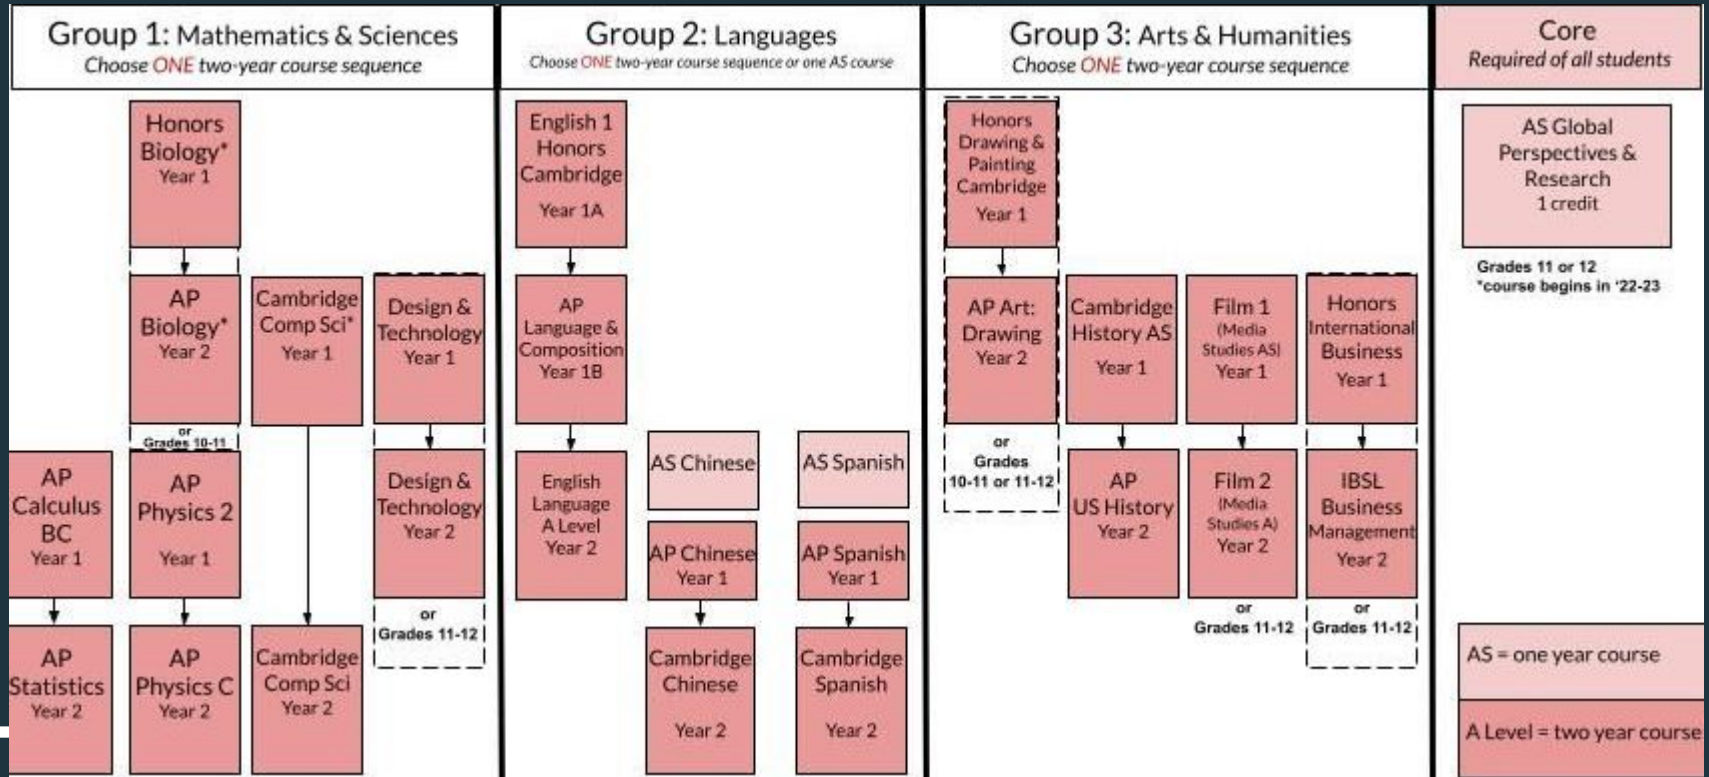 Group 1: Mathematics & Sciences
Choose ONE two-year course sequence
Honors
Biology*
Year 1
AP
Biology*
Year 2
or
Grades 10-11
Cambridge
Comp Sci*
Year 1
Design &
Technology
Year 1
AP
Calculus
BC
Year 1
AP
Physics 2
Year 1
Design &
Technology
Year 2
or
Grades 11-12
AP
Statistics
Year 2
AP
Physics C
Year 2
Cambridge
Comp Sci
Year 2
Group 2: Languages
Choose ONE two-year course sequence or one AS course
English 1
Honors
Cambridge
Year 1A
AP
Language &
Composition
Year 1B
English
Language
A Level
Year 2
AS Chinese
AP Chinese
Year 1
Cambridge
Chinese
Year 2
AS Spanish
AP Spanish
Year 1
Cambridge
Spanish
Year 2
Group 3: Arts & Humanities
Choose ONE two-year course sequence
Honors
Drawing &
Painting
Cambridge
Year 1
AP Art:
Drawing
Year 2
or
Grades
10-11 or 11-12
Cambridge
History AS
Year 1
AP
US History
Year 2
Film 1
(Media
Studies AS)
Year 1
Film 2
(Media
Studies A)
Year 2
or
Grades 11-12
Honors
International
Business
Year 1
IBSL
Business
Management
Year 2
or
Grades 11-12
Core
Required of all students
AS Global
Perspectives &
Research
1 credit
Grades 11 or 12
*course begins in '22-23
AS = one year course
A Level = two year course